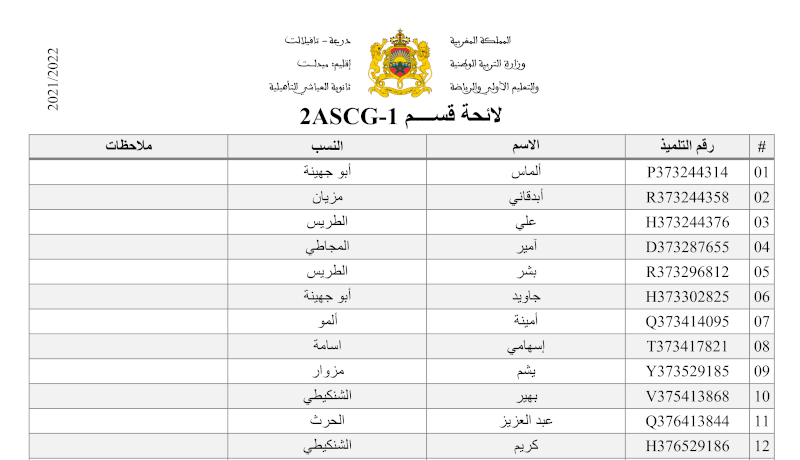 المملكة المغربية
وزارة التربية الوطنية
والتعليم الأولي والرياضة
درعة - تافيلالت
إقليم: ميدلت
ثانوية العياشي التأهيلية
2021/2022
لائحة قســـم 2ASCG-1
# رقم التلميذ الاسم النسب ملاحظات
01 P373244314 ألماس أبو جهينة
02 R373244358 أبدقاني مزيان
03 H373244376 علي الطريس
04 D373287655 آمير المجاطي
05 R373296812 بشر الطريس
06 H373302825 جاويد أبو جهينة
07 Q373414095 أمينة ألمو
08 T373417821 إسهامي اسامة
09 Y373529185 يشم مزوار
10 V375413868 بهير الشنكيطي
11 Q376413844 عبد العزيز الحرث
12 H376529186 كريم الشنكيطي